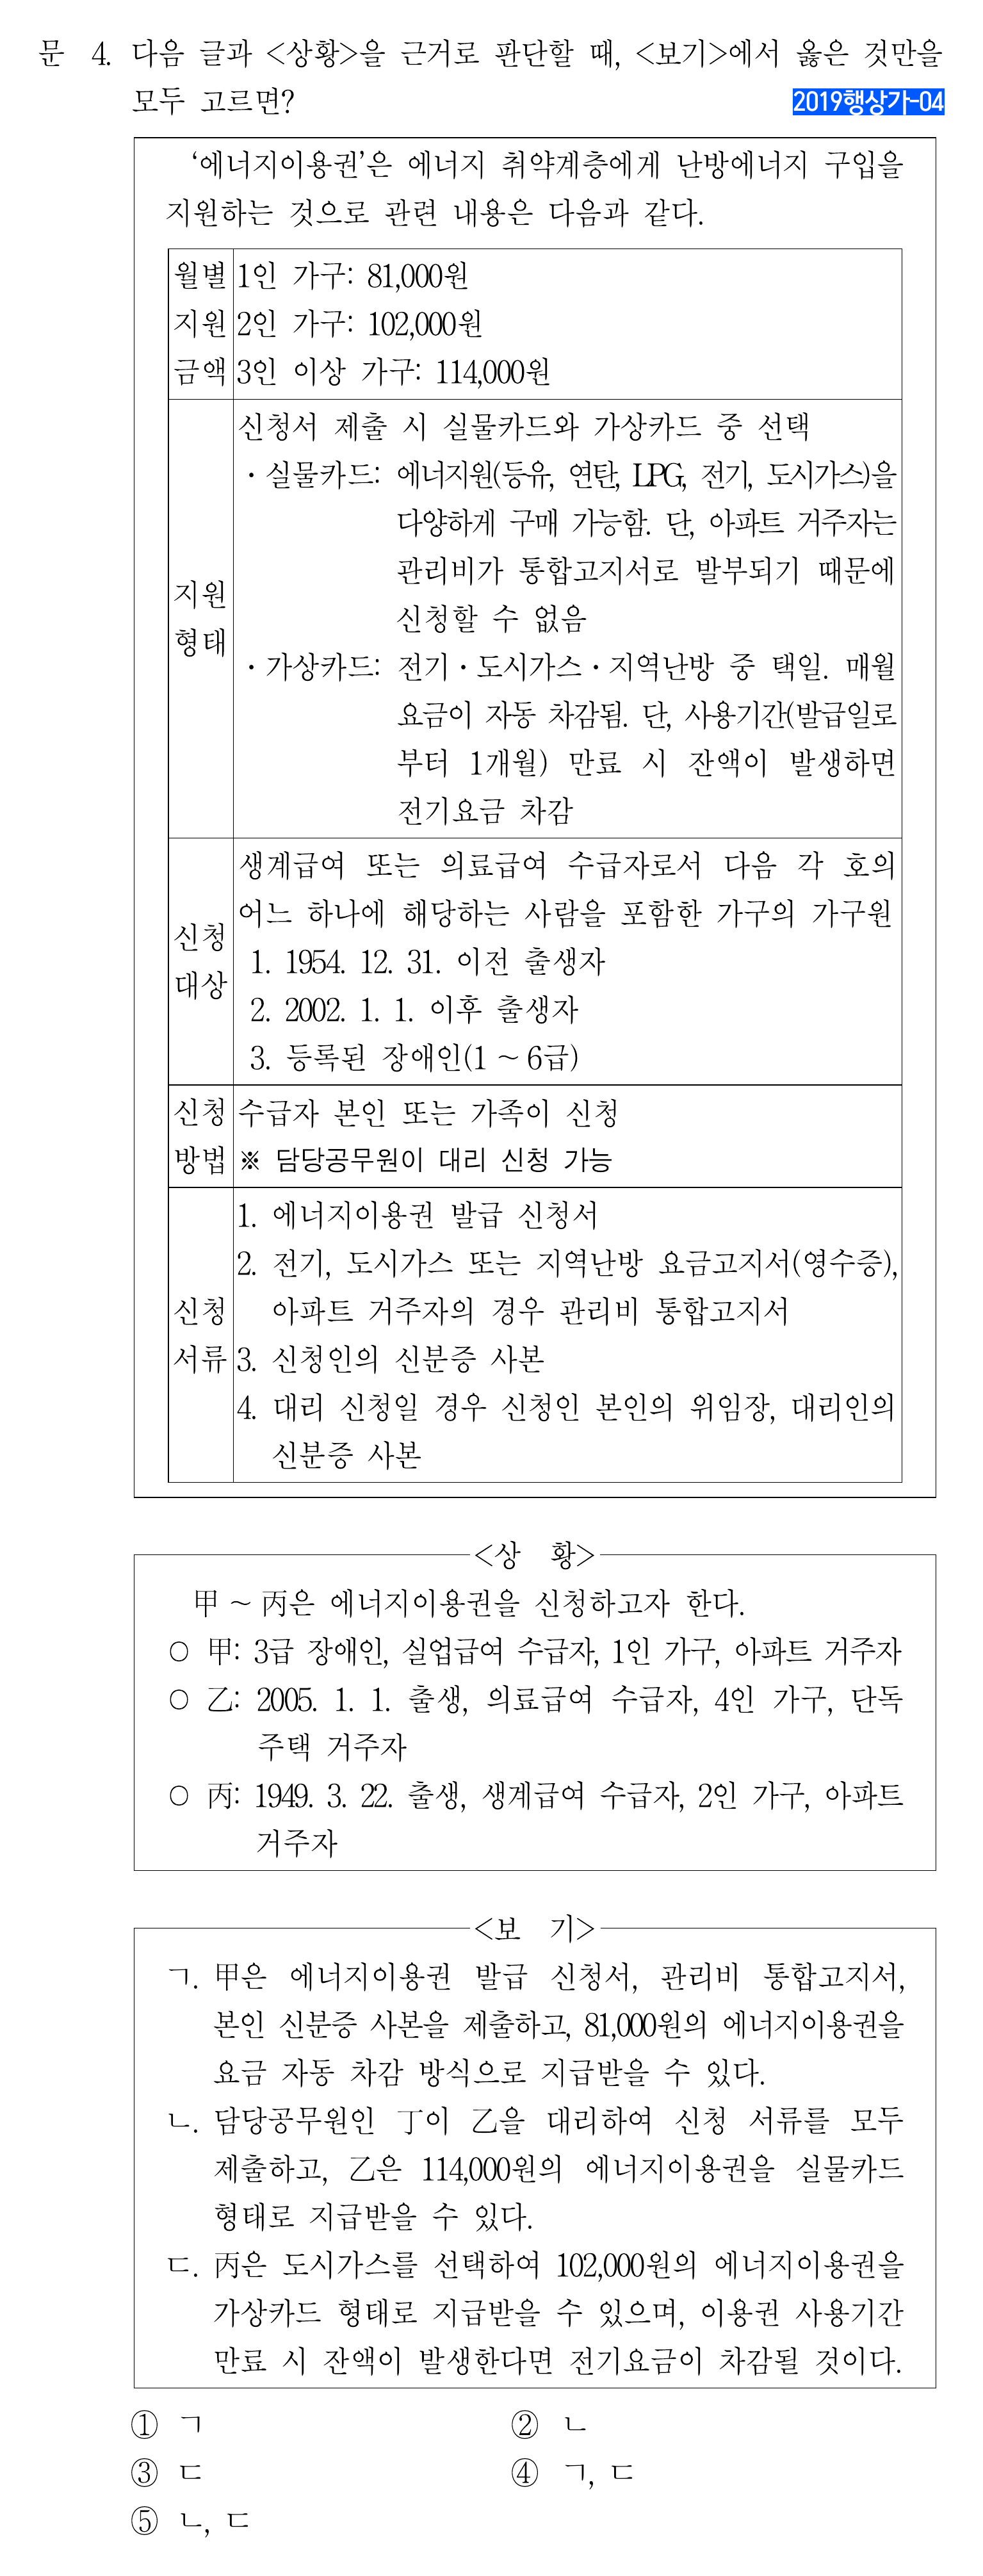 문 4. 다음 글과 <상황>을 근거로 판단할 때, <보기>에서 옳은 것만을
모두 고르면?
2019행상가-04
‘에너지이용권’은 에너지 취약계층에게 난방에너지 구입을
지원하는 것으로 관련 내용은 다음과 같다.
월별 지원 금액
1인 가구: 81,000원
2인 가구: 102,000원
3인 이상 가구: 114,000원
지원 형태
신청서 제출 시 실물카드와 가상카드 중 선택
・실물카드: 에너지원(등유, 연탄, LPG, 전기, 도시가스)을
다양하게 구매 가능함. 단, 아파트 거주자는
관리비가 통합고지서로 발부되기 때문에
신청할 수 없음
・가상카드: 전기・도시가스・지역난방 중 택일. 매월
요금이 자동 차감됨. 단, 사용기간(발급일로
부터 1개월) 만료 시 잔액이 발생하면
전기요금 차감
신청 대상
생계급여 또는 의료급여 수급자로서 다음 각 호의
어느 하나에 해당하는 사람을 포함한 가구의 가구원
1. 1954. 12. 31. 이전 출생자
2. 2002. 1. 1. 이후 출생자
3. 등록된 장애인(1 ~ 6급)
신청 방법
수급자 본인 또는 가족이 신청
※ 담당공무원이 대리 신청 가능
신청 서류
1. 에너지이용권 발급 신청서
2. 전기, 도시가스 또는 지역난방 요금고지서(영수증),
아파트 거주자의 경우 관리비 통합고지서
3. 신청인의 신분증 사본
4. 대리 신청일 경우 신청인 본인의 위임장, 대리인의
신분증 사본
<상 황>
甲 ~ 丙은 에너지이용권을 신청하고자 한다.
○ 甲: 3급 장애인, 실업급여 수급자, 1인 가구, 아파트 거주자
○ 乙: 2005. 1. 1. 출생, 의료급여 수급자, 4인 가구, 단독
주택 거주자
○ 丙: 1949. 3. 22. 출생, 생계급여 수급자, 2인 가구, 아파트
거주자
<보 기>
ㄱ. 甲은 에너지이용권 발급 신청서, 관리비 통합고지서,
본인 신분증 사본을 제출하고, 81,000원의 에너지이용권을
요금 자동 차감 방식으로 지급받을 수 있다.
ㄴ. 담당공무원인 丁이 乙을 대리하여 신청 서류를 모두
제출하고, 乙은 114,000원의 에너지이용권을 실물카드
형태로 지급받을 수 있다.
ㄷ. 丙은 도시가스를 선택하여 102,000원의 에너지이용권을
가상카드 형태로 지급받을 수 있으며, 이용권 사용기간
만료 시 잔액이 발생한다면 전기요금이 차감될 것이다.
① ㄱ ② ㄴ
③ ㄷ ④ ㄱ, ㄷ
⑤ ㄴ, ㄷ